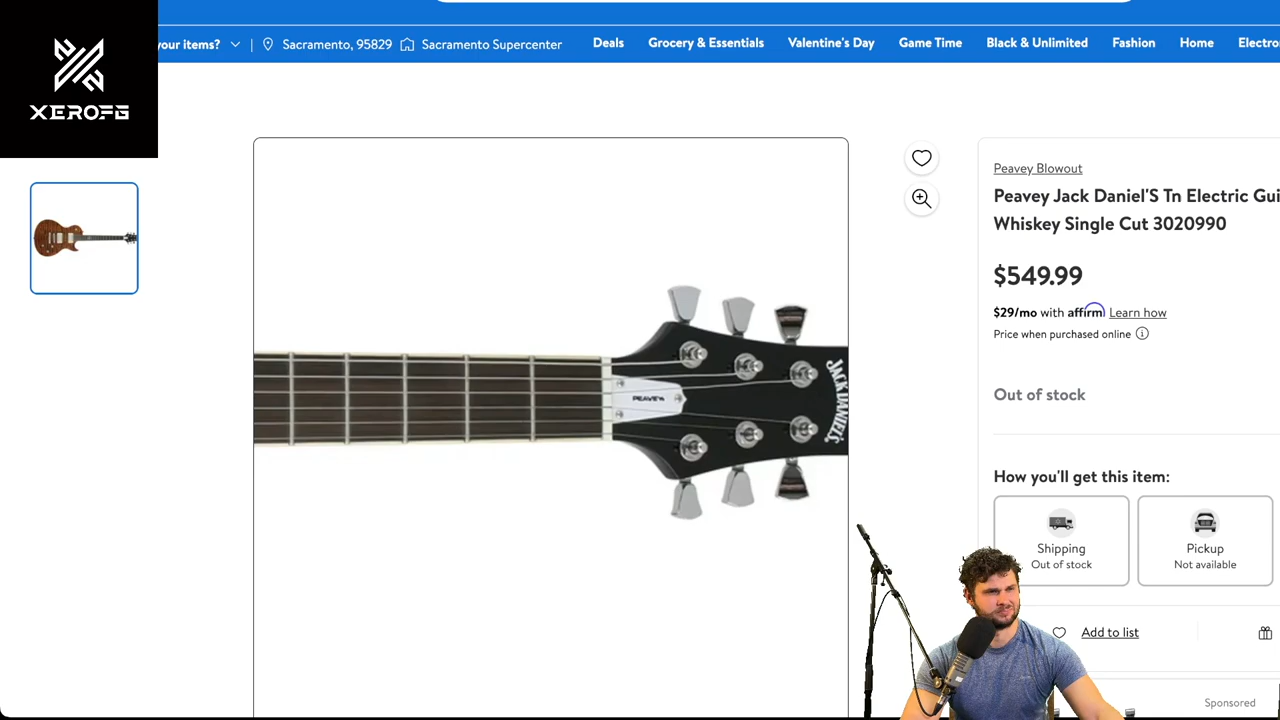 your items?
Sacramento, 95829
Sacramento Supercenter
Deals
Grocery & Essentials
Valentine's Day
Game Time
Black & Unlimited
Fashion
Home
Electro
XEROFG
PEAVEY
JACK DANIEL'S
Peavey Blowout
Peavey Jack Daniel'S Tn Electric Gui
Whiskey Single Cut 3020990
$549.99
$29/mo with affirm Learn how
Price when purchased online
Out of stock
How you'll get this item:
Shipping
Out of stock
Pickup
Not available
Add to list
Sponsored